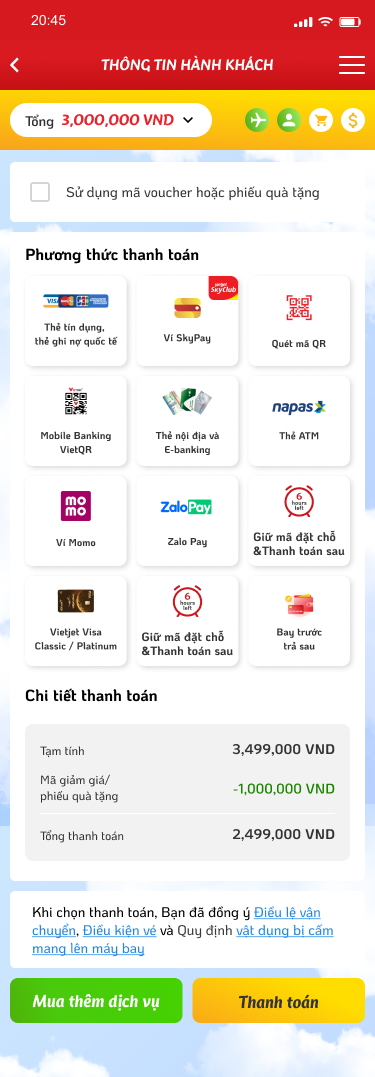 20:45
THÔNG TIN HÀNH KHÁCH
Tổng 3,000,000 VND
Sử dụng mã voucher hoặc phiếu quà tặng
Phương thức thanh toán
VISA
Thẻ tín dụng,
thẻ ghi nợ quốc tế
vietjet
SkyClub
Ví SkyPay
Quét mã QR
Mobile Banking
VietQR
Thẻ nội địa và
E-banking
napas
Thẻ ATM
mo
mo
Ví Momo
ZaloPay
Zalo Pay
6
hours
left
Giữ mã đặt chỗ
&Thanh toán sau
Vietjet Visa
Classic / Platinum
6
hours
left
Giữ mã đặt chỗ
&Thanh toán sau
Bay trước
trả sau
Chi tiết thanh toán
Tạm tính 3,499,000 VND
Mã giảm giá/
phiếu quà tặng -1,000,000 VND
Tổng thanh toán 2,499,000 VND
Khi chọn thanh toán, Bạn đã đồng ý Điều lệ vận
chuyển, Điều kiện vé và Quy định vật dụng bị cấm
mang lên máy bay
Mua thêm dịch vụ
Thanh toán